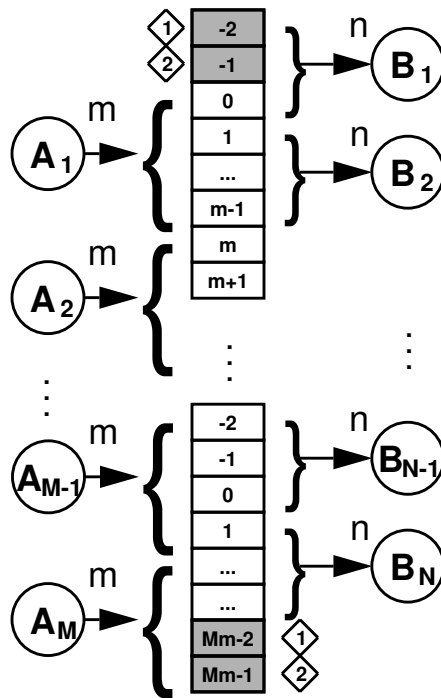 1 -2 n
2 -1 B1
0
m 1 n
A1 ... B2
m-1
m m
A2 m+1
...
... ...
m -2 n
-1 BN-1
AM-1 0
1 n
m ... BN
...
AM Mm-2 1
Mm-1 2